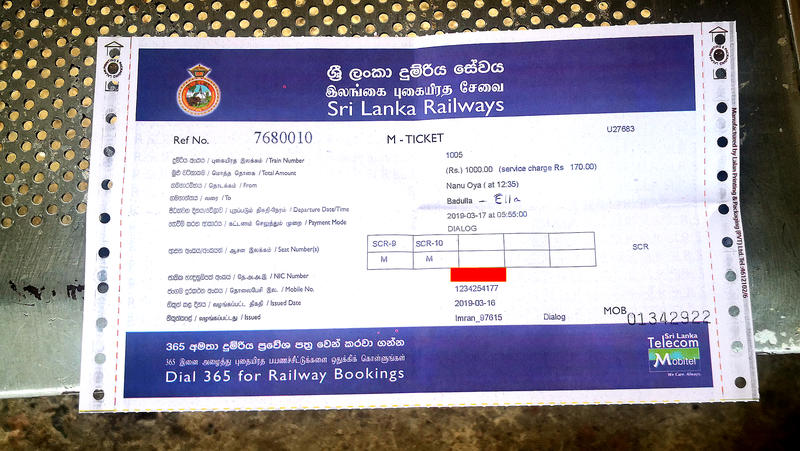 ශ්‍රී ලංකා දුම්රිය සේවය
இலங்கை புகையிரத சேவை
Sri Lanka Railways
Ref No. 7680010 M - TICKET U27683
දුම්රිය අංකය / புகையிரத இலக்கம் / Train Number 1005
මුළු වටිනාකම / மொத்த தொகை / Total Amount (Rs.) 1000.00 (service charge Rs 170.00)
ගමනාරම්භය / தொடக்கம் / From Nanu Oya ( at 12:35)
ගමනාන්තය / வரை / To Badulla - Ella
පිටත්වන දිනය/වේලාව / புறப்படும் திகதி/நேரம் / Departure Date/Time 2019-03-17 at 05:55:00
ගෙවීම් කරන ආකාරය / கட்டணம் செலுத்தும் முறை / Payment Mode DIALOG
ආසන අංකය/අංකයන් / ஆசன இலக்கம் / Seat Number(s) SCR-9 SCR-10 SCR
M M
ජාතික හැඳුනුම්පත් අංකය / தே.அ.அ.இ / NIC Number
ජංගම දුරකථන අංකය / தொலைபேசி இல. / Mobile No. 1234254177
නිකුත් කළ දිනය / வழங்கப்பட்ட திகதி / Issued Date 2019-03-16
නිකුත්කළේ / வழங்கப்பட்டது / Issued Imran_97615 Dialog MOB 01342922
365 අමතා දුම්රිය ප්‍රවේශ පත්‍ර වෙන් කරවා ගන්න
365 இனை அழைத்து புகையிரத பயணச்சீட்டுக்களை ஒதுக்கிக் கொள்ளுங்கள்
Dial 365 for Railway Bookings
Sri Lanka
Telecom
Mobitel
We Care. Always.
Manufactured by Lalan Printing & Packaging (PVT) Ltd.